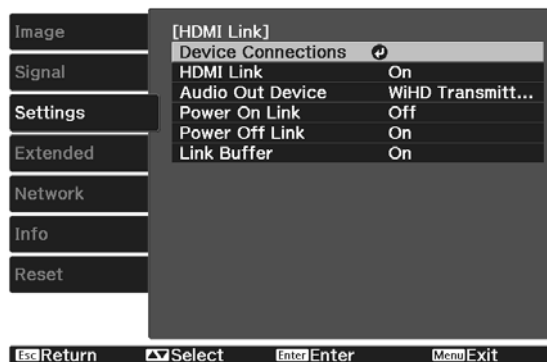 Image
Signal
Settings
Extended
Network
Info
Reset
[HDMI Link]
Device Connections
HDMI Link On
Audio Out Device WiHD Transmitt...
Power On Link Off
Power Off Link On
Link Buffer On
Esc Return Select Enter Enter Menu Exit